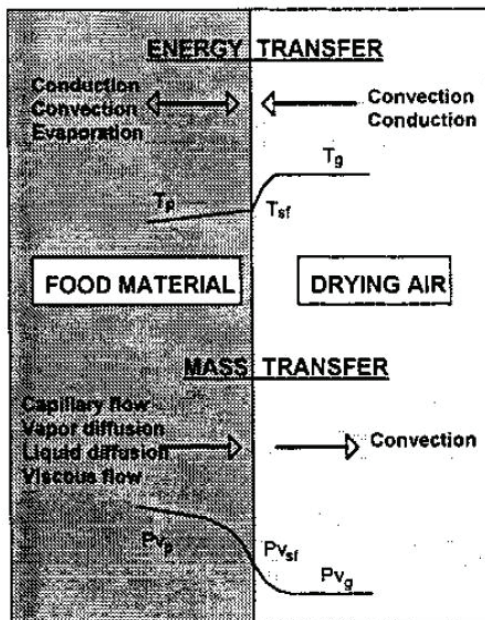 ENERGY TRANSFER
Conduction
Convection
Evaporation
Convection
Conduction
Tg
Tp
Tsf
FOOD MATERIAL
DRYING AIR
MASS TRANSFER
Capillary flow
Vapor diffusion
Liquid diffusion
Viscous flow
Convection
Pvp
Pvsf
Pvg